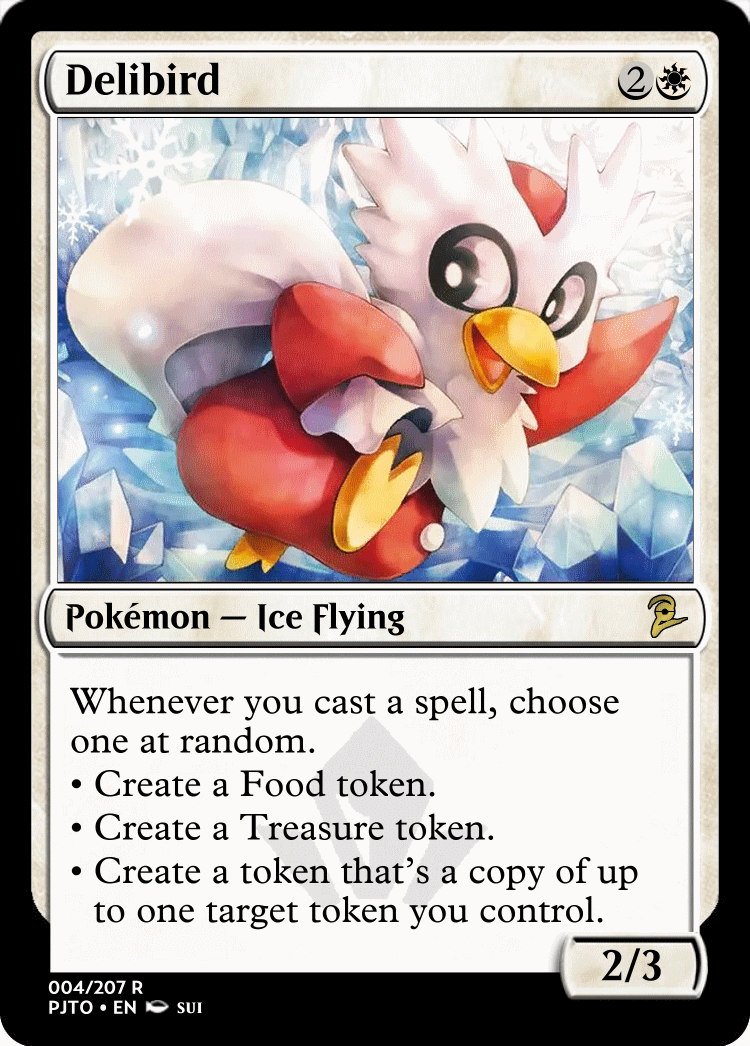 Delibird 2
Pokémon — Ice Flying
Whenever you cast a spell, choose
one at random.
• Create a Food token.
• Create a Treasure token.
• Create a token that's a copy of up
to one target token you control.
2/3
004/207 R
PJTO • EN SUI